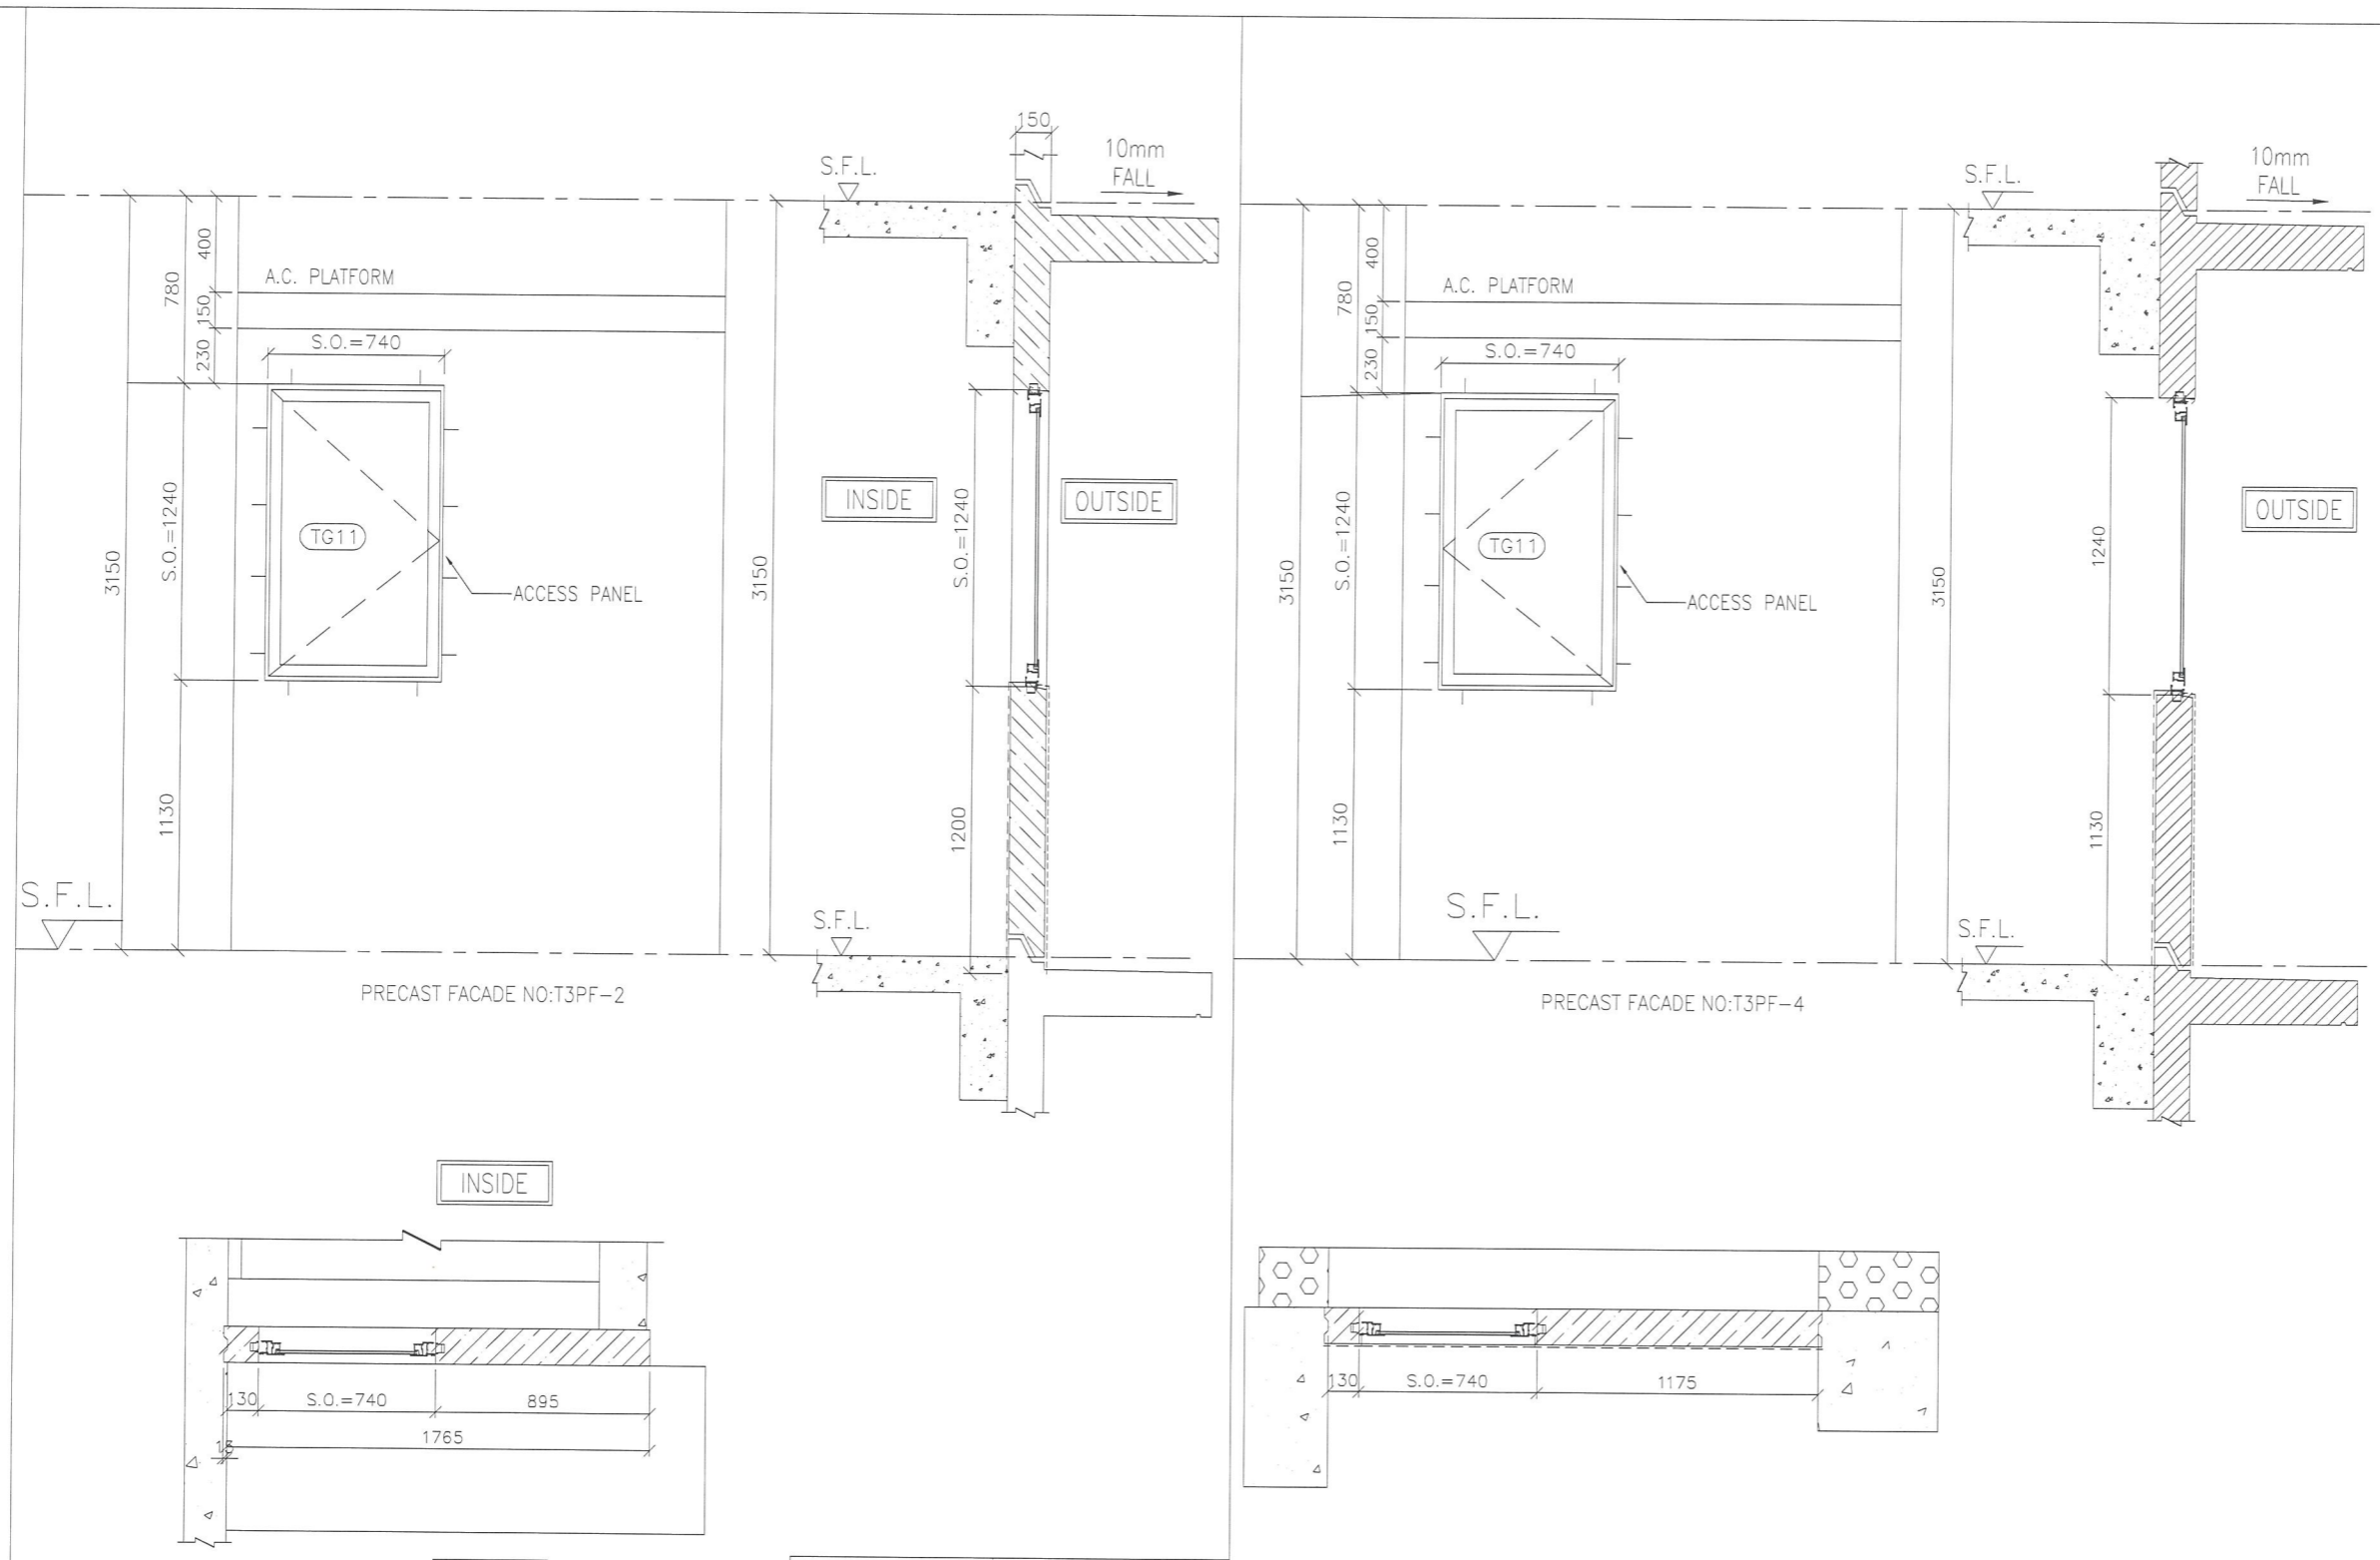 150
10mm
FALL
S.F.L.
400
780
A.C. PLATFORM
150
S.O.=740
230
INSIDE
OUTSIDE
S.O.=1240
S.O.=1240
TG11
3150
3150
ACCESS PANEL
1200
1130
S.F.L.
S.F.L.
PRECAST FACADE NO:T3PF-2
INSIDE
130
S.O.=740
895
1765
15
10mm
FALL
S.F.L.
400
780
A.C. PLATFORM
150
S.O.=740
230
OUTSIDE
S.O.=1240
1240
TG11
3150
3150
ACCESS PANEL
1130
1130
S.F.L.
S.F.L.
PRECAST FACADE NO:T3PF-4
130
S.O.=740
1175